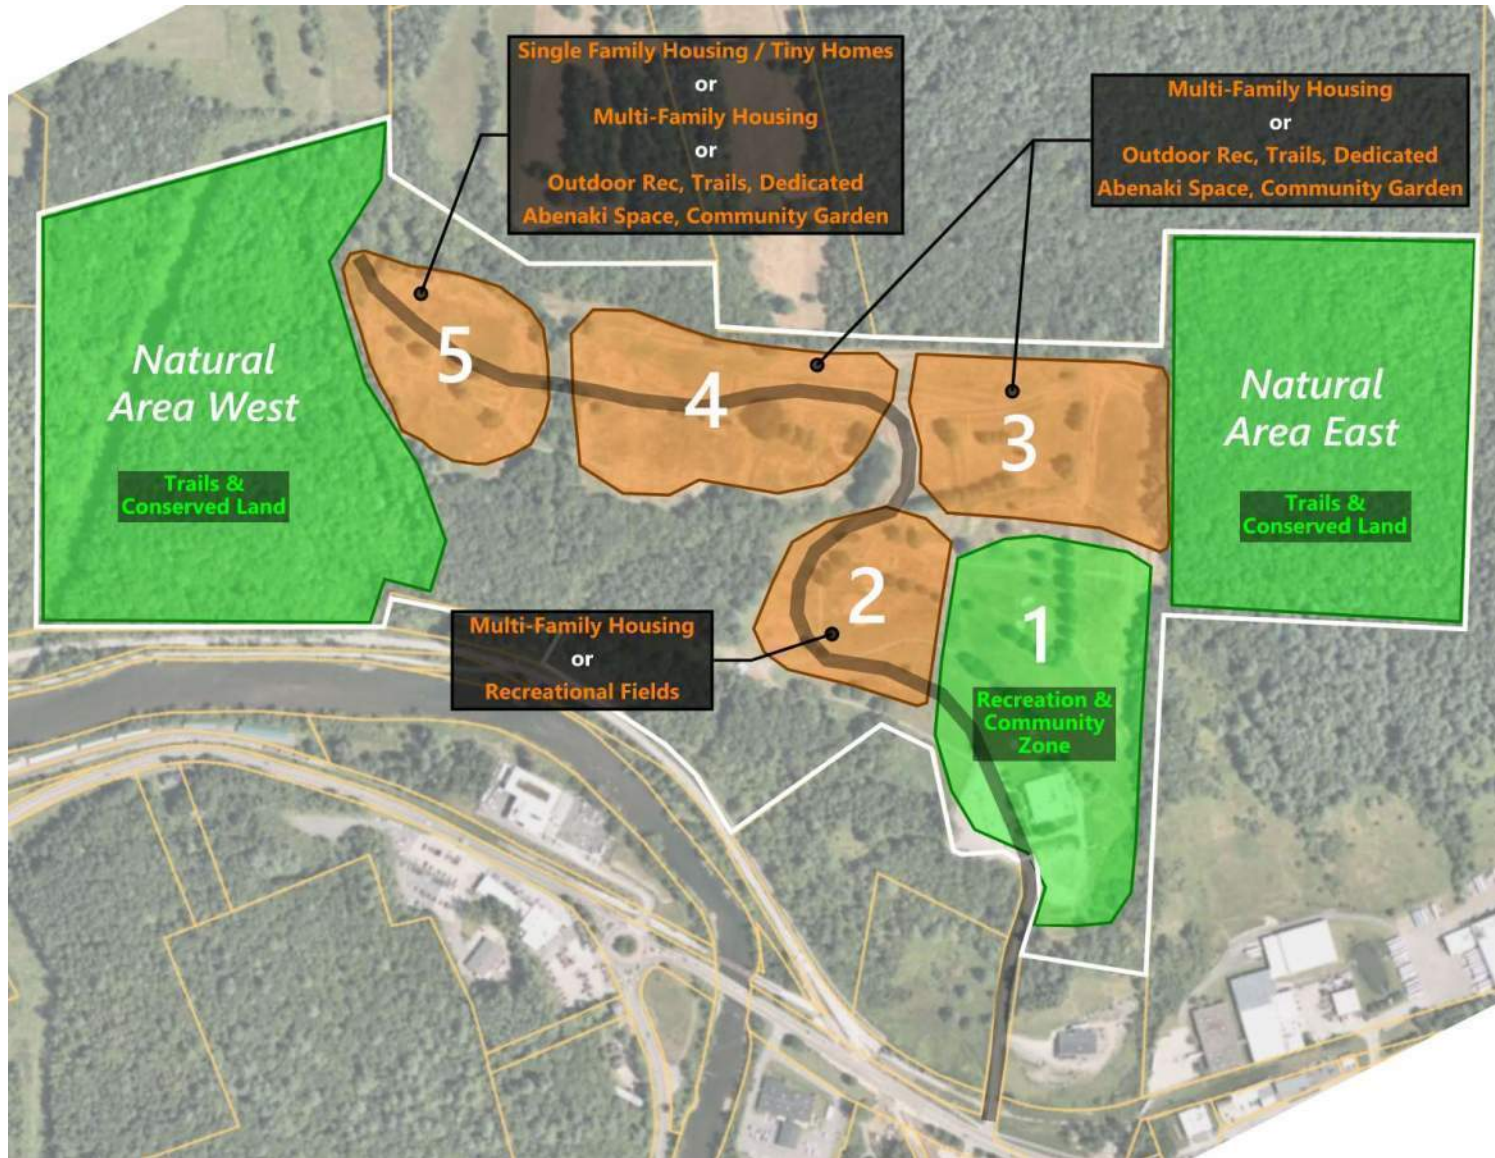 Single Family Housing / Tiny Homes
or
Multi-Family Housing
or
Outdoor Rec, Trails, Dedicated
Abenaki Space, Community Garden
Multi-Family Housing
or
Outdoor Rec, Trails, Dedicated
Abenaki Space, Community Garden
Natural
Area West
Trails &
Conserved Land
5
4
3
Natural
Area East
Trails &
Conserved Land
2
Multi-Family Housing
or
Recreational Fields
1
Recreation &
Community
Zone